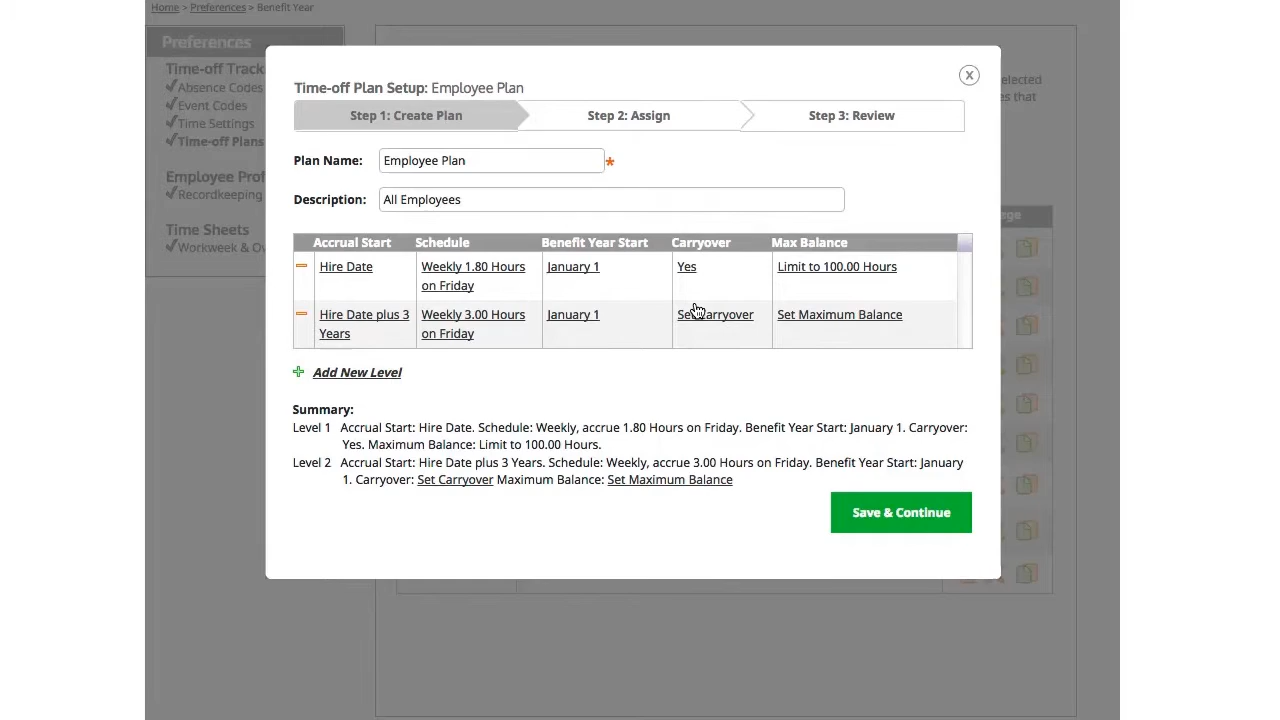 Home > Preferences > Benefit Year
Preferences
Time-off Track
Absence Codes
Event Codes
Time Settings
Time-off Plans
Employee Prof
Recordkeeping
Time Sheets
Workweek & Ov
elected
es that
Time-off Plan Setup: Employee Plan
X
Step 1: Create Plan Step 2: Assign Step 3: Review
Plan Name: Employee Plan *
Description: All Employees
Accrual Start Schedule Benefit Year Start Carryover Max Balance
Hire Date Weekly 1.80 Hours January 1 Yes Limit to 100.00 Hours
on Friday
Hire Date plus 3 Weekly 3.00 Hours January 1 Set Carryover Set Maximum Balance
Years on Friday
Add New Level
Summary:
Level 1 Accrual Start: Hire Date. Schedule: Weekly, accrue 1.80 Hours on Friday. Benefit Year Start: January 1. Carryover:
Yes. Maximum Balance: Limit to 100.00 Hours.
Level 2 Accrual Start: Hire Date plus 3 Years. Schedule: Weekly, accrue 3.00 Hours on Friday. Benefit Year Start: January
1. Carryover: Set Carryover Maximum Balance: Set Maximum Balance
Save & Continue